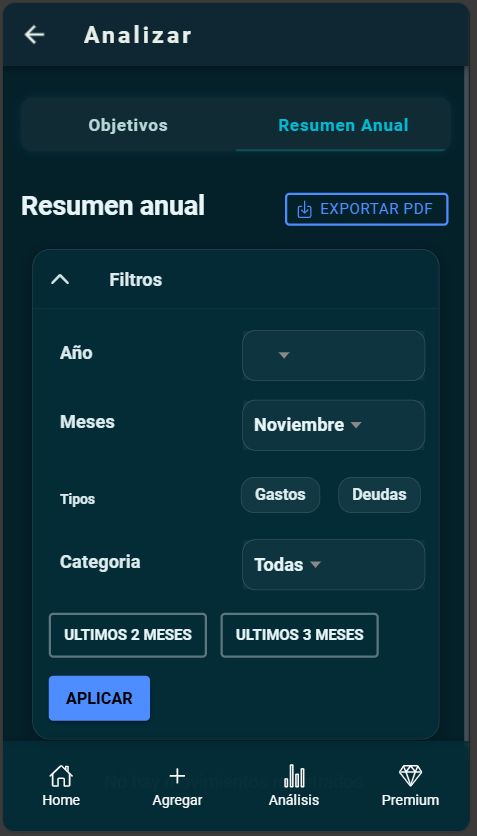 Analizar
Objetivos Resumen Anual
Resumen anual EXPORTAR PDF
Filtros
Año
Meses Noviembre
Tipos Gastos Deudas
Categoria Todas
ULTIMOS 2 MESES ULTIMOS 3 MESES
APLICAR
Home Agregar Análisis Premium